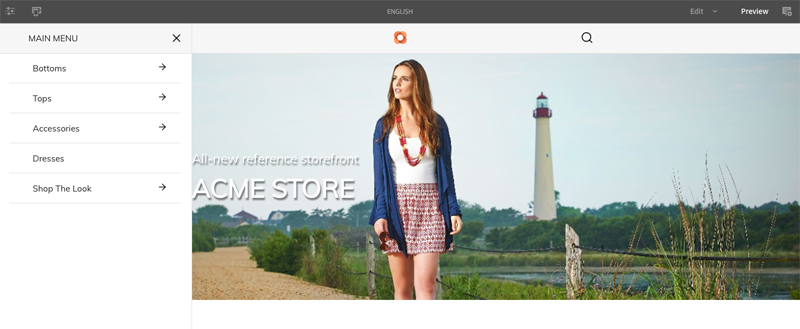 ENGLISH
Edit
Preview
MAIN MENU
Bottoms
Tops
Accessories
Dresses
Shop The Look
All-new reference storefront
ACME STORE